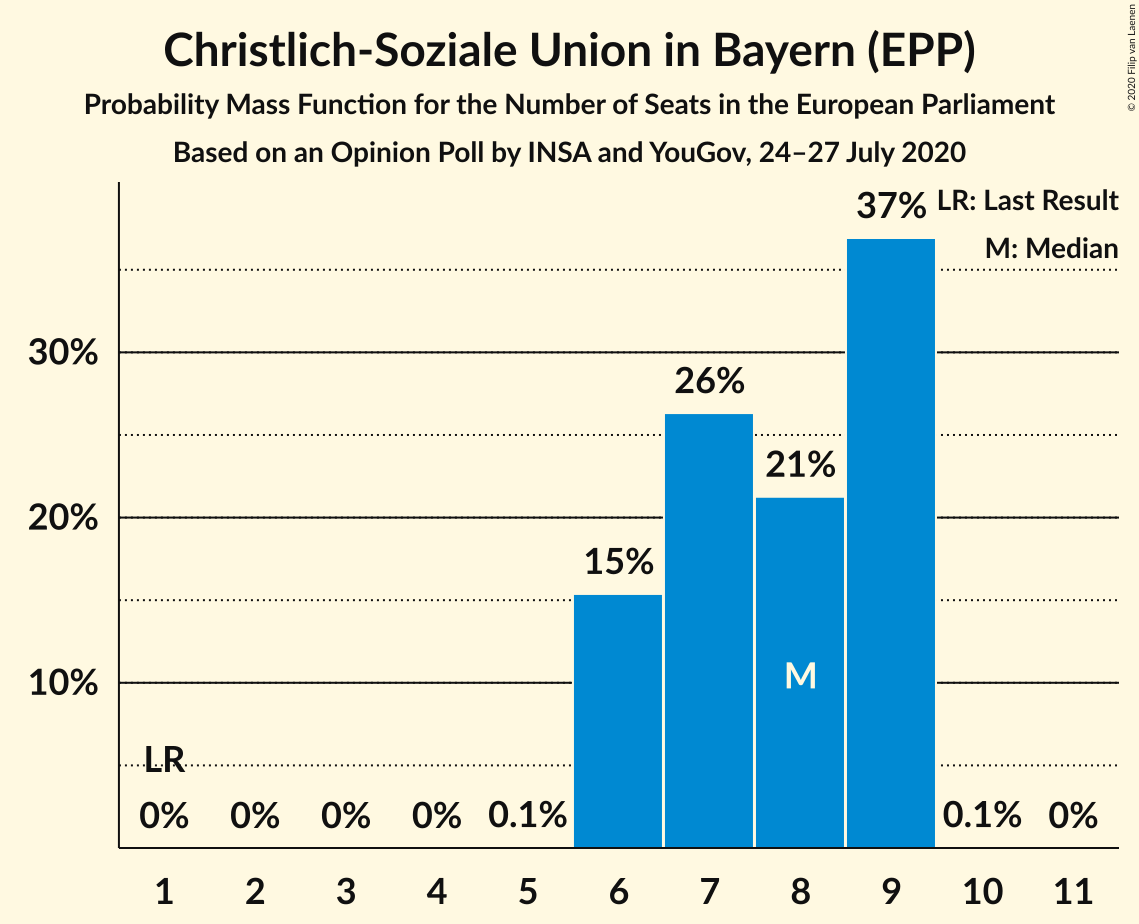 Christlich-Soziale Union in Bayern (EPP)
Probability Mass Function for the Number of Seats in the European Parliament
Based on an Opinion Poll by INSA and YouGov, 24–27 July 2020
© 2020 Filip van Laenen
LR: Last Result
M: Median
37%
30%
26%
21%
20%
15%
10%
M
LR
0% 0% 0% 0% 0.1% 0.1% 0%
1 2 3 4 5 6 7 8 9 10 11